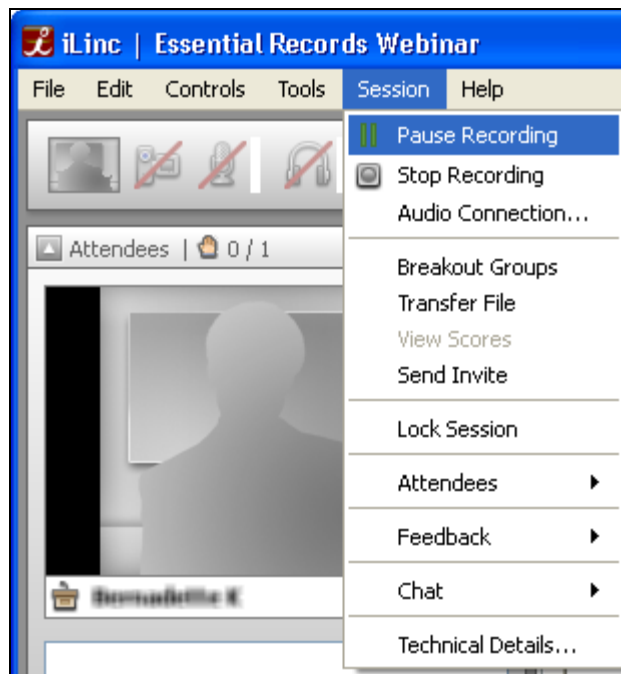 iLinc | Essential Records Webinar
File Edit Controls Tools Session Help
Pause Recording
Stop Recording
Audio Connection...
Attendees | 0 / 1
Breakout Groups
Transfer File
View Scores
Send Invite
Lock Session
Attendees
Feedback
Chat
Technical Details...